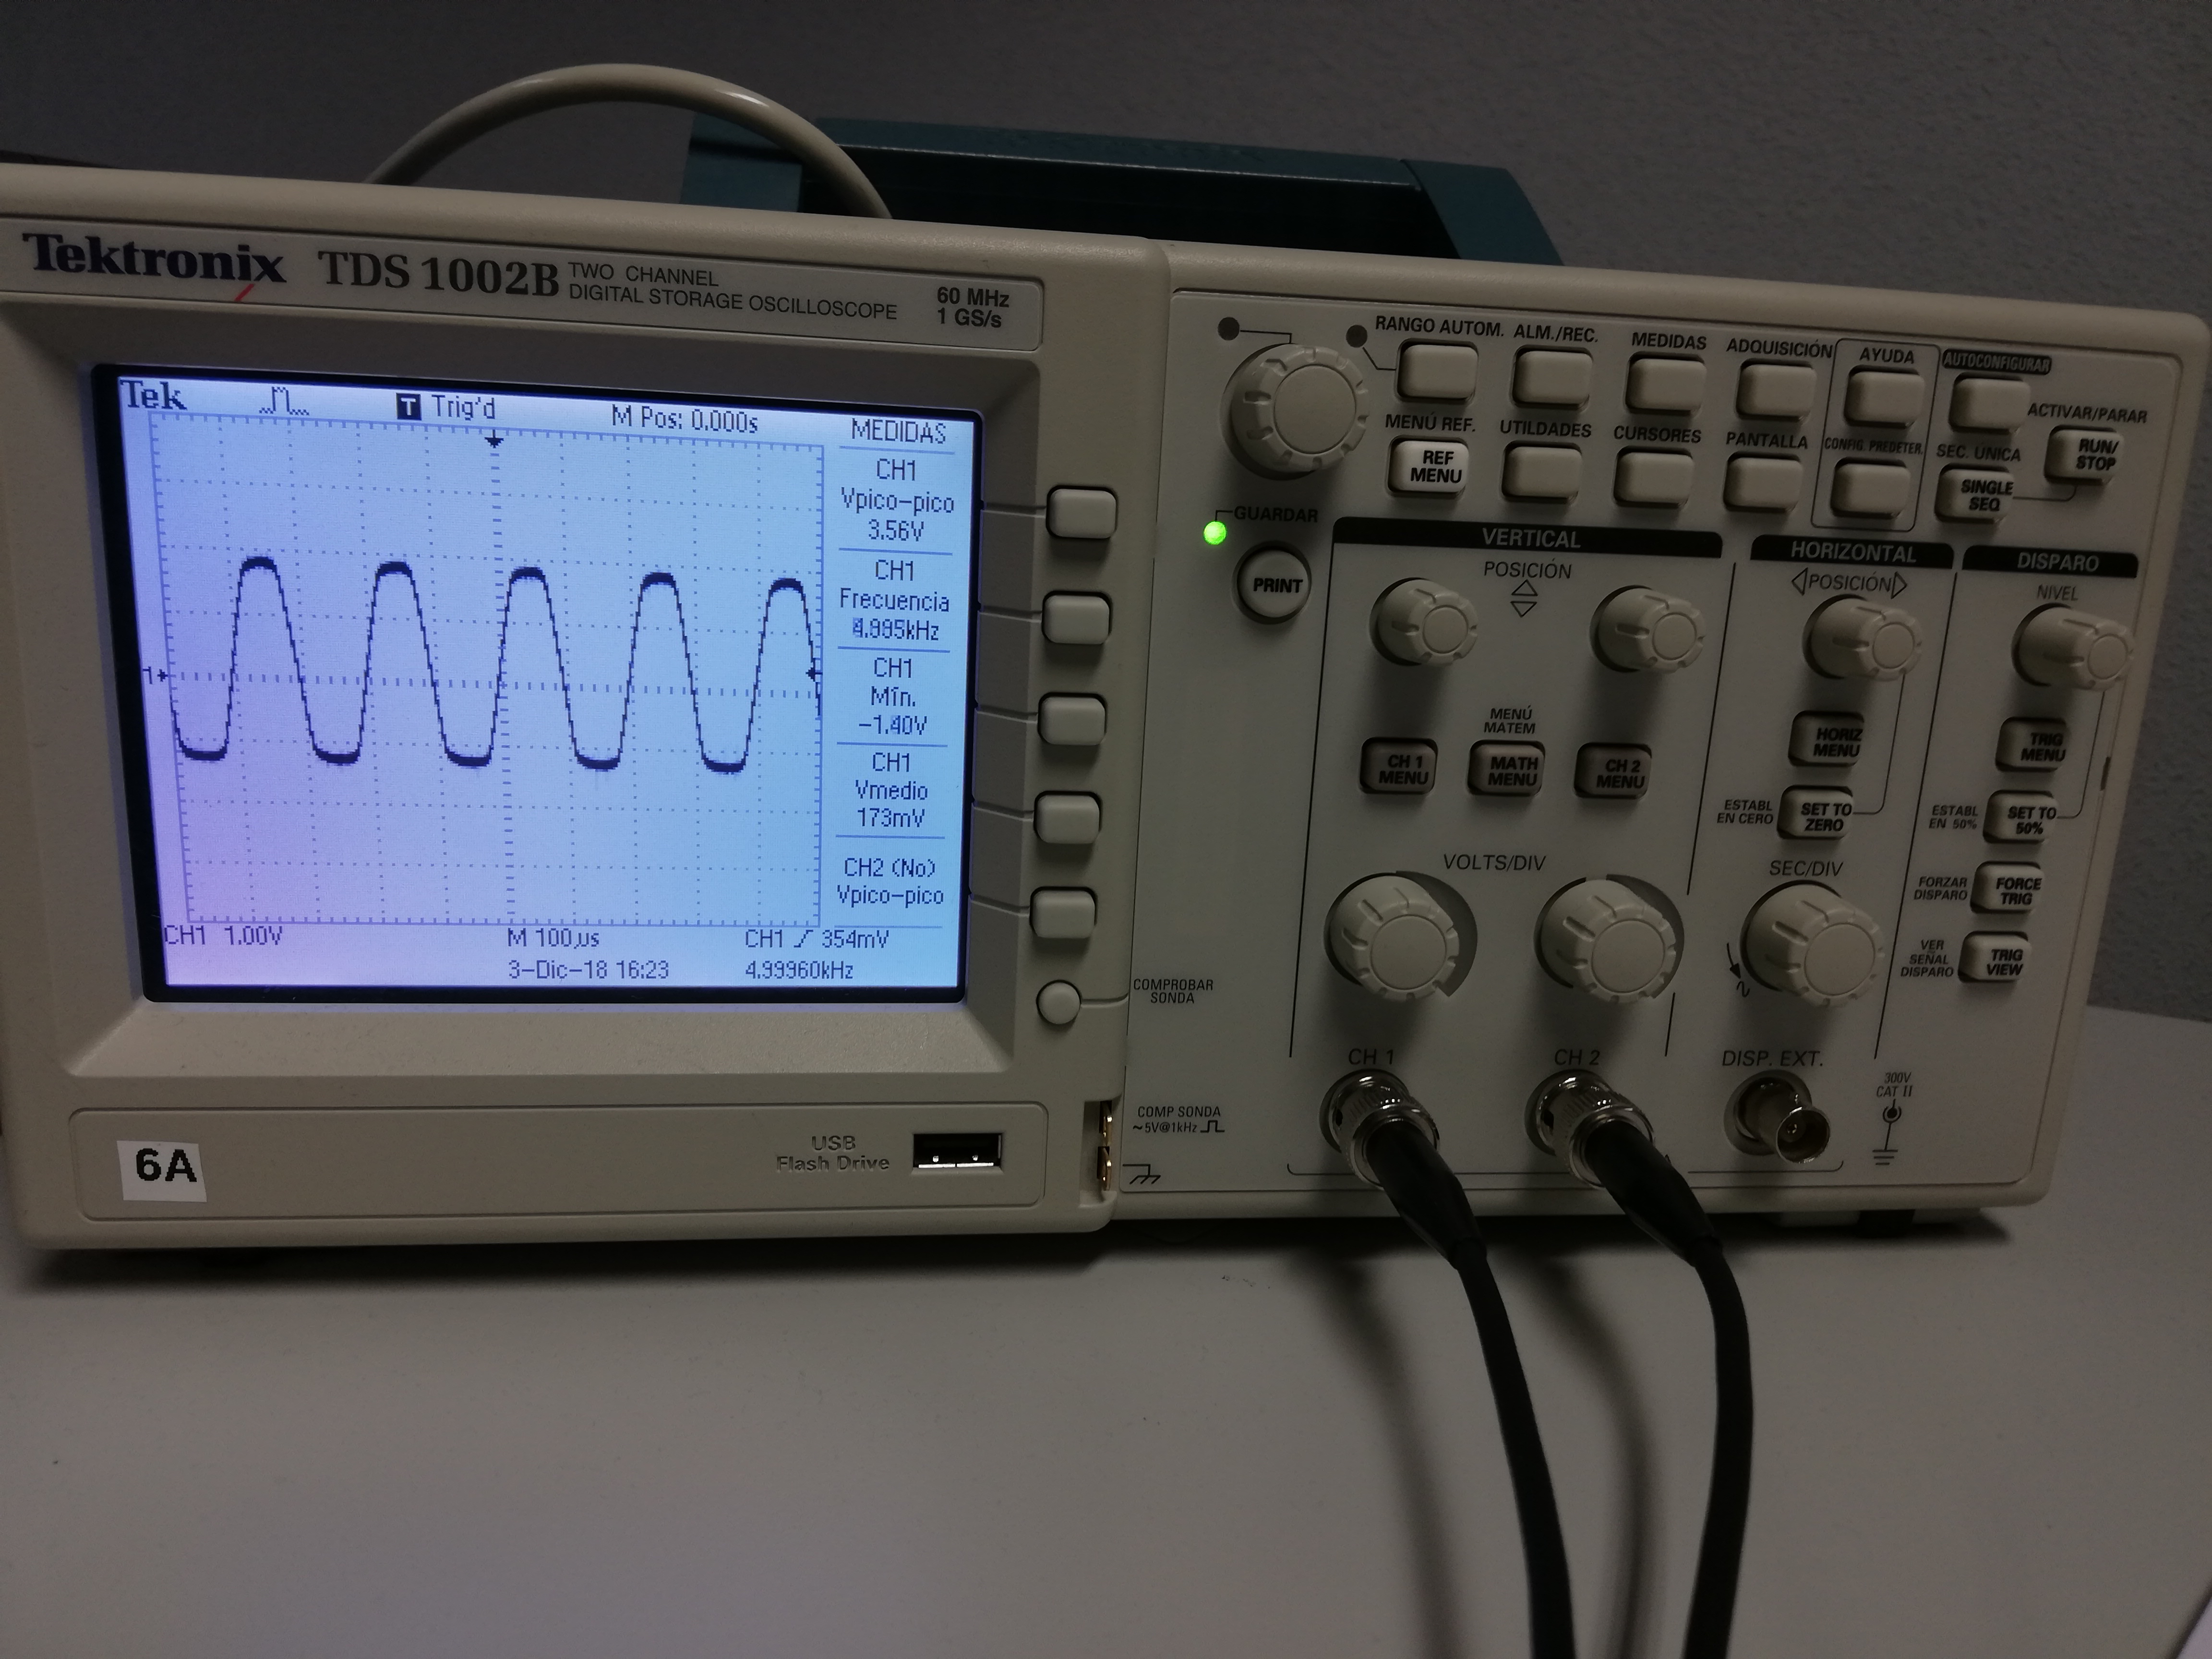 Tektronix TDS 1002B TWO CHANNEL
DIGITAL STORAGE OSCILLOSCOPE
60 MHz
1 GS/s
Tek T Trig'd M Pos: 0.000s MEDIDAS
CH1
Vpico-pico
3.56V
CH1
Frecuencia
4.995kHz
CH1
Mín.
-1.40V
CH1
Vmedio
173mV
CH2 (No)
Vpico-pico
1
CH1 1.00V M 100µs CH1 354mV
3-Dic-18 16:23 4.99960kHz
6A
USB
Flash Drive
RANGO AUTOM. ALM./REC. MEDIDAS ADQUISICIÓN AYUDA AUTOCONFIGURAR
MENÚ REF. UTILDADES CURSORES PANTALLA CONFIG. PREDETER. SEC. UNICA
ACTIVAR/PARAR
REF
MENU
SINGLE
SEQ
RUN/
STOP
GUARDAR
PRINT
VERTICAL
POSICIÓN
HORIZONTAL
POSICIÓN
DISPARO
NIVEL
MENÚ
MATEM
CH 1
MENU
MATH
MENU
CH 2
MENU
HORIZ
MENU
TRIG
MENU
ESTABL
EN CERO
SET TO
ZERO
ESTABL
EN 50%
SET TO
50%
VOLTS/DIV
SEC/DIV
FORZAR
DISPARO
FORCE
TRIG
VER
SEÑAL
DISPARO
TRIG
VIEW
COMPROBAR
SONDA
CH 1
CH 2
DISP. EXT.
300V
CAT II
COMP SONDA
~5V@1kHz